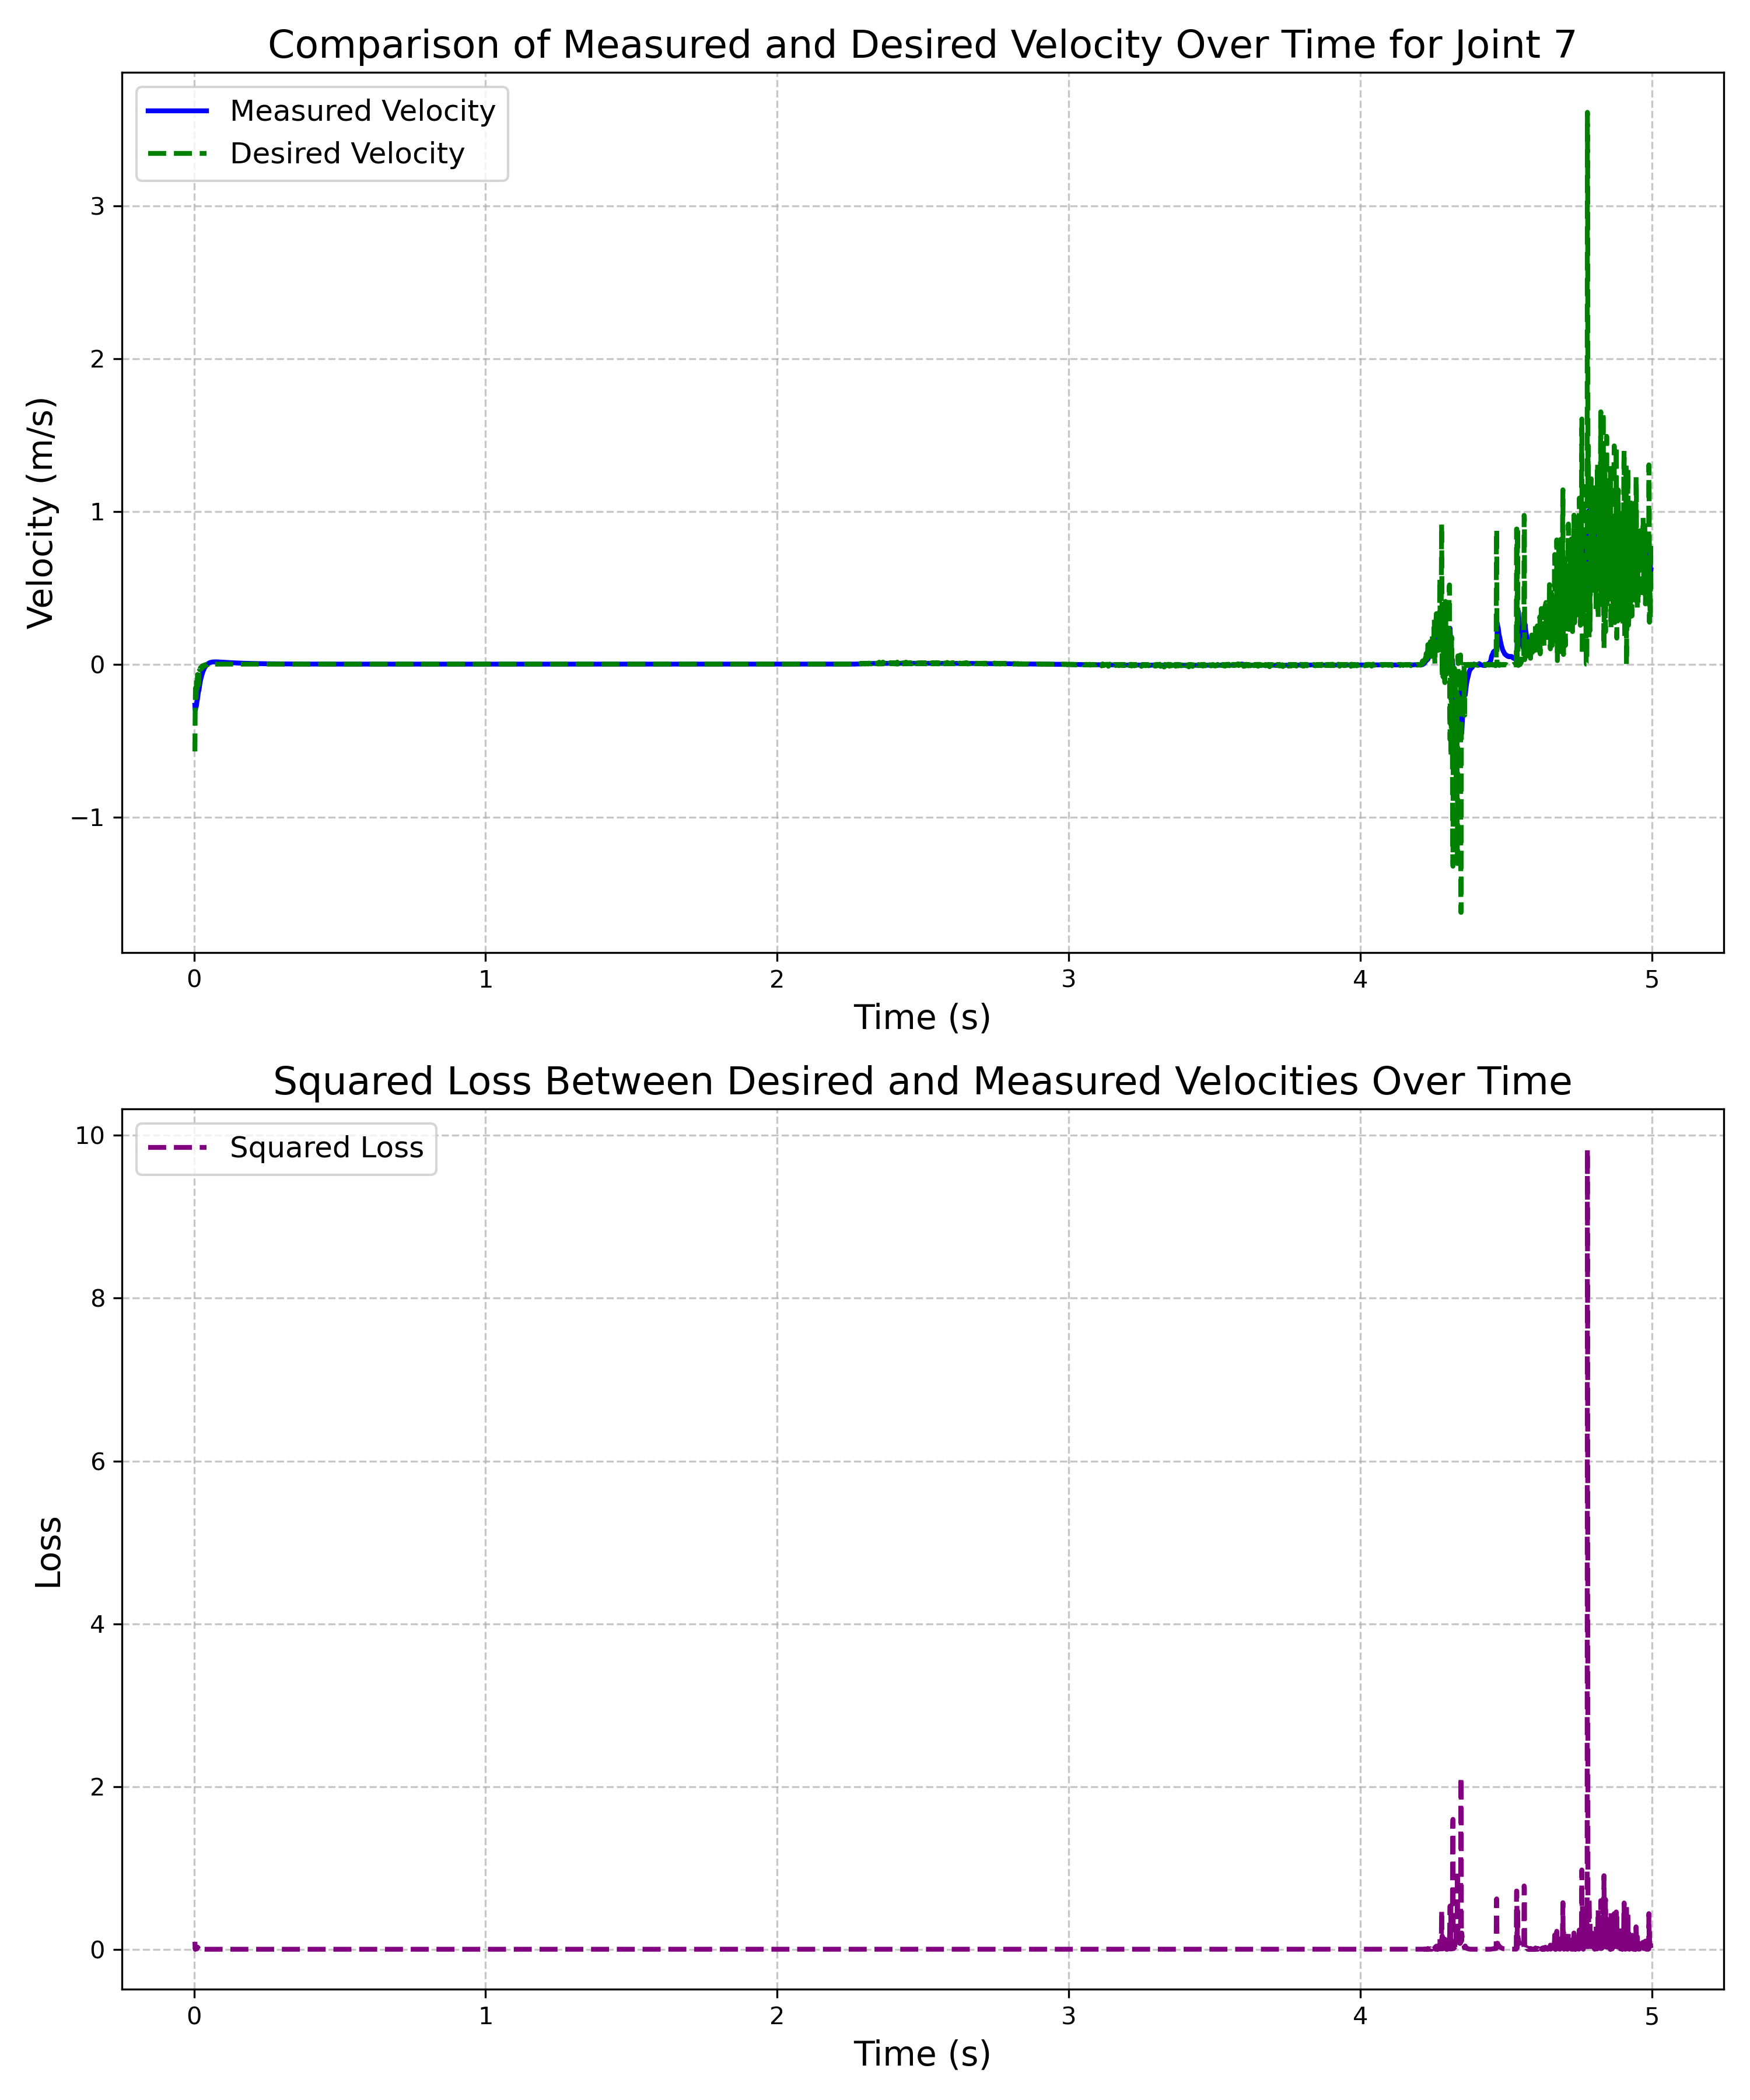 Comparison of Measured and Desired Velocity Over Time for Joint 7
Measured Velocity
Desired Velocity
Velocity (m/s)
3
2
1
0
−1
0 1 2 3 4 5
Time (s)
Squared Loss Between Desired and Measured Velocities Over Time
Squared Loss
Loss
10
8
6
4
2
0
0 1 2 3 4 5
Time (s)